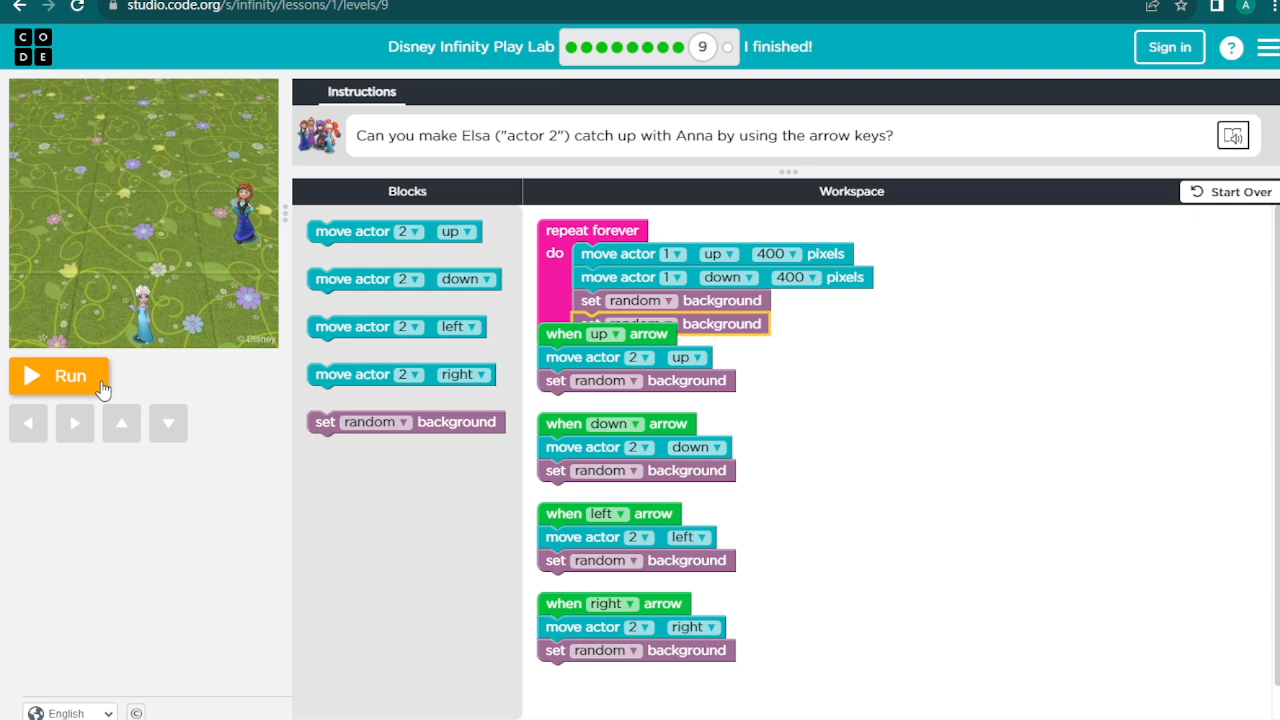 studio.code.org/s/infinity/lessons/1/levels/9
A
C O
D E
Disney Infinity Play Lab 9 I finished!
Sign in ?
Instructions
Can you make Elsa ("actor 2") catch up with Anna by using the arrow keys?
Blocks
Workspace
Start Over
move actor 2 up
move actor 2 down
move actor 2 left
move actor 2 right
set random background
repeat forever
do move actor 1 up 400 pixels
move actor 1 down 400 pixels
set random background
set random background
when up arrow
move actor 2 up
set random background
when down arrow
move actor 2 down
set random background
when left arrow
move actor 2 left
set random background
when right arrow
move actor 2 right
set random background
© Disney
Run
English ©